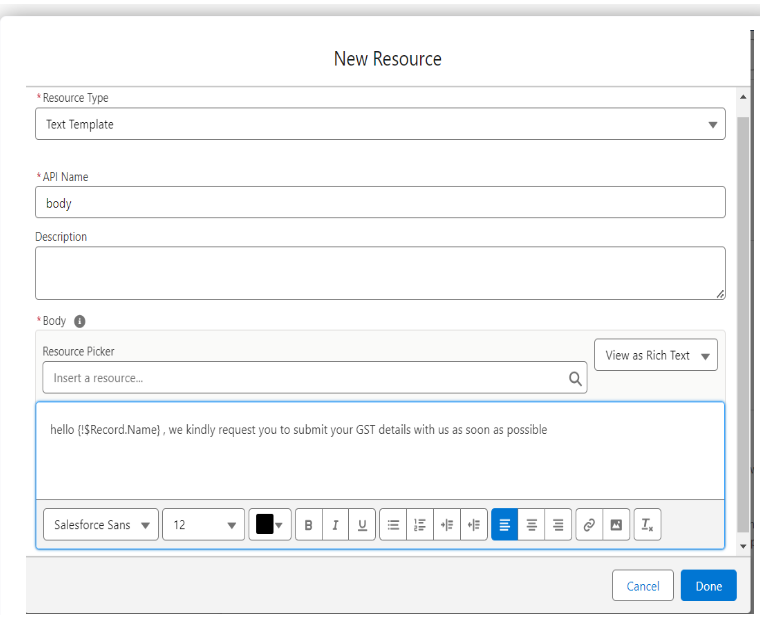 New Resource
*Resource Type
Text Template
*API Name
body
Description
*Body
Resource Picker
View as Rich Text
Insert a resource...
hello {!$Record.Name} , we kindly request you to submit your GST details with us as soon as possible
Salesforce Sans 12 B I U
Cancel Done